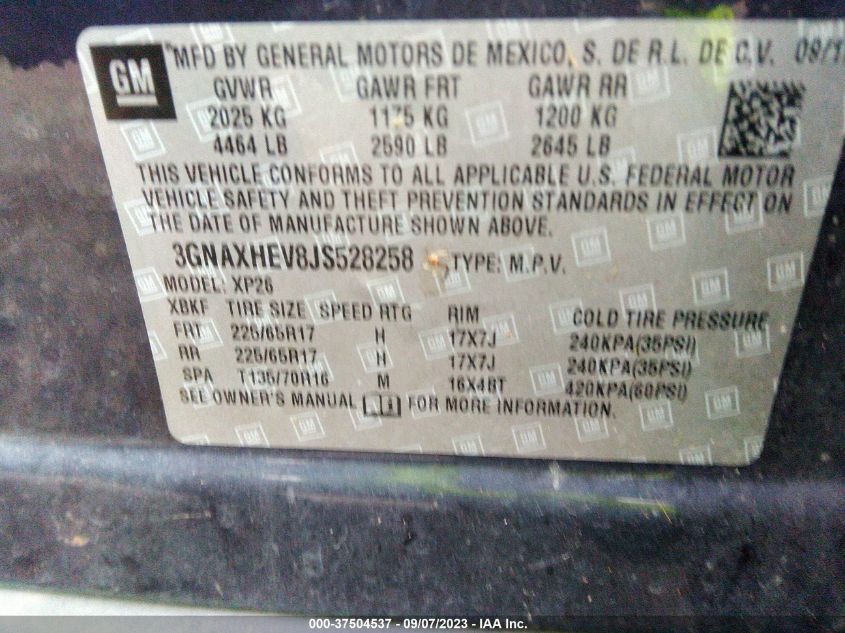 GM
™MFD BY GENERAL MOTORS DE MEXICO, S. DE R.L. DE C.V.
GVWR GAWR FRT GAWR RR
2025 KG 1175 KG 1200 KG
4464 LB 2590 LB 2645 LB
THIS VEHICLE CONFORMS TO ALL APPLICABLE U.S. FEDERAL MOTOR
VEHICLE SAFETY AND THEFT PREVENTION STANDARDS IN EFFECT ON
THE DATE OF MANUFACTURE SHOWN ABOVE.
3GNAXHEV8JS528258 TYPE: M.P.V.
MODEL: XP26
XBKF TIRE SIZE SPEED RTG RIM COLD TIRE PRESSURE
FRT 225/65R17 H 17X7J 240KPA(35PSI)
RR 225/65R17 H 17X7J 240KPA(35PSI)
SPA T135/70R16 M 16X4BT 420KPA(60PSI)
SEE OWNER'S MANUAL FOR MORE INFORMATION.
000-37504537 - 09/07/2023 - IAA Inc.